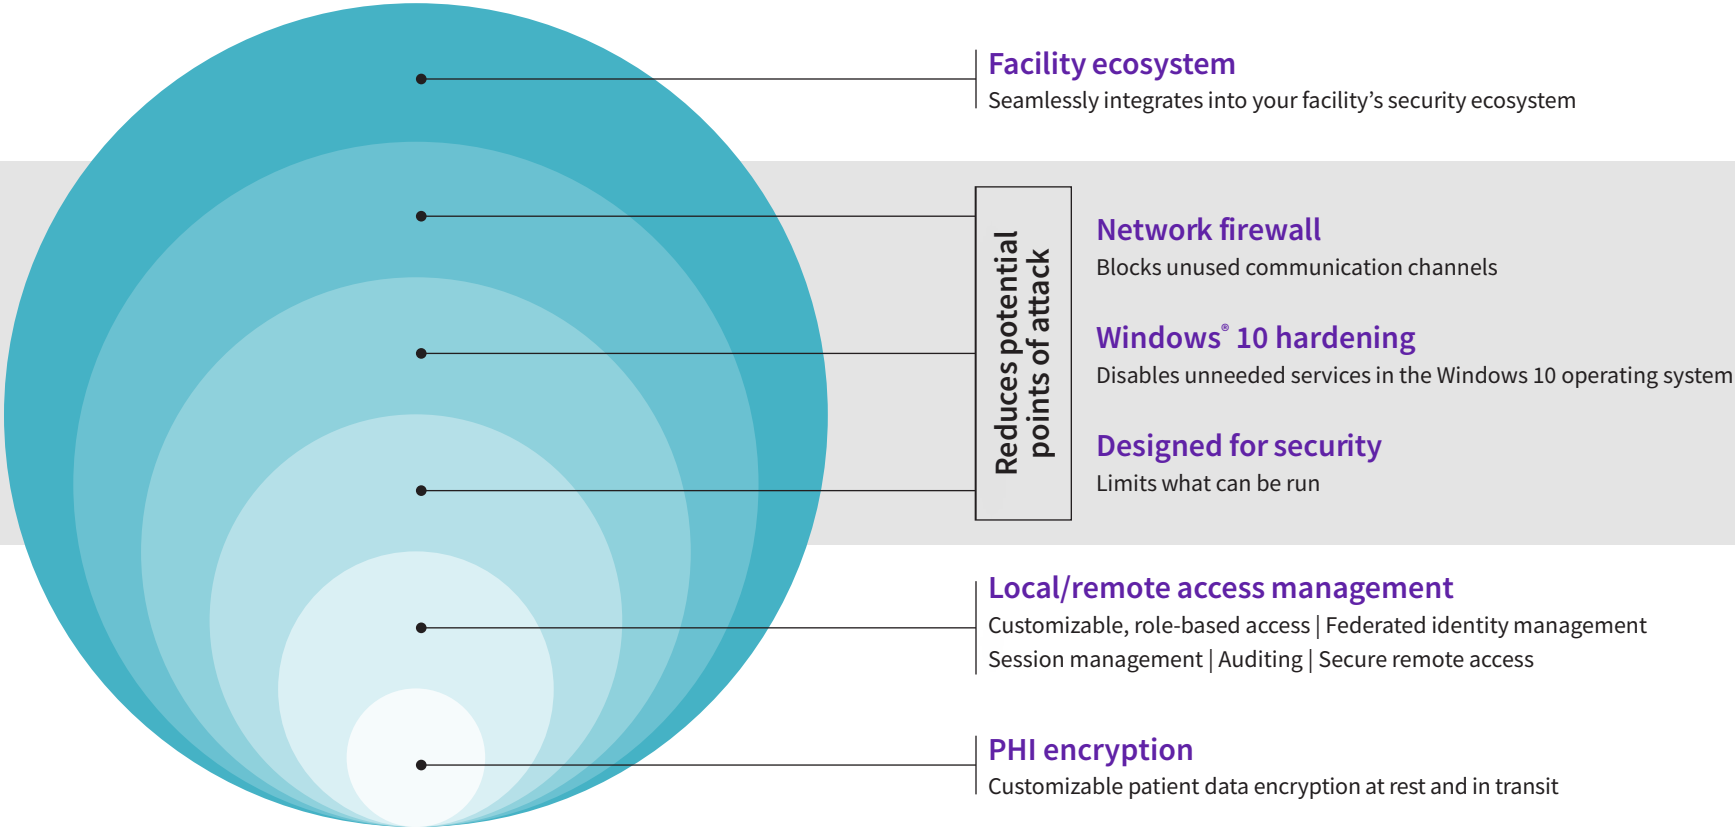 Facility ecosystem
Seamlessly integrates into your facility’s security ecosystem
Reduces potential
points of attack
Network firewall
Blocks unused communication channels
Windows® 10 hardening
Disables unneeded services in the Windows 10 operating system
Designed for security
Limits what can be run
Local/remote access management
Customizable, role-based access | Federated identity management
Session management | Auditing | Secure remote access
PHI encryption
Customizable patient data encryption at rest and in transit